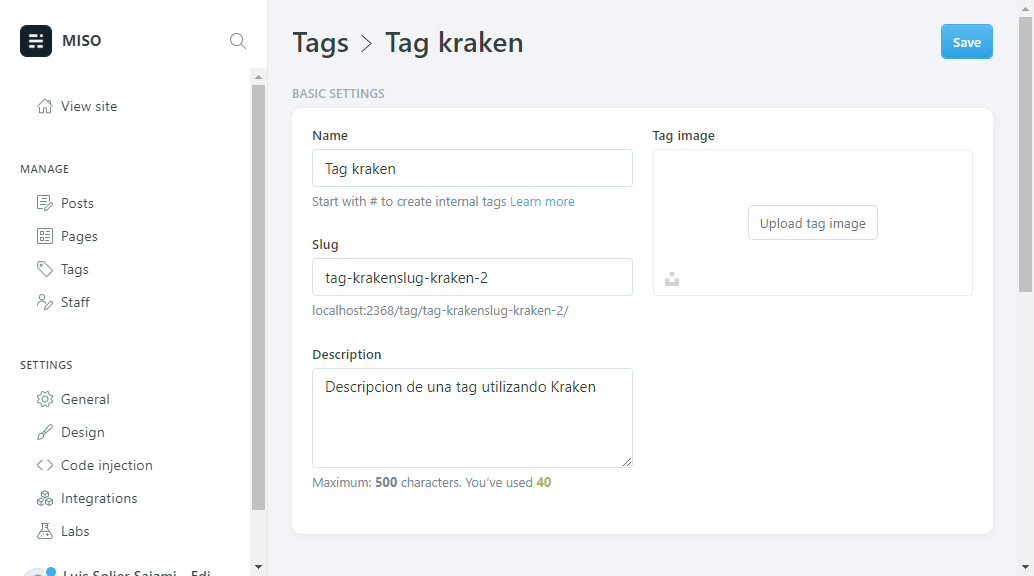 MISO
View site
MANAGE
Posts
Pages
Tags
Staff
SETTINGS
General
Design
Code injection
Integrations
Labs
Tags > Tag kraken
Save
BASIC SETTINGS
Name
Tag kraken
Start with # to create internal tags Learn more
Slug
tag-krakenslug-kraken-2
localhost:2368/tag/tag-krakenslug-kraken-2/
Description
Descripcion de una tag utilizando Kraken
Maximum: 500 characters. You've used 40
Tag image
Upload tag image